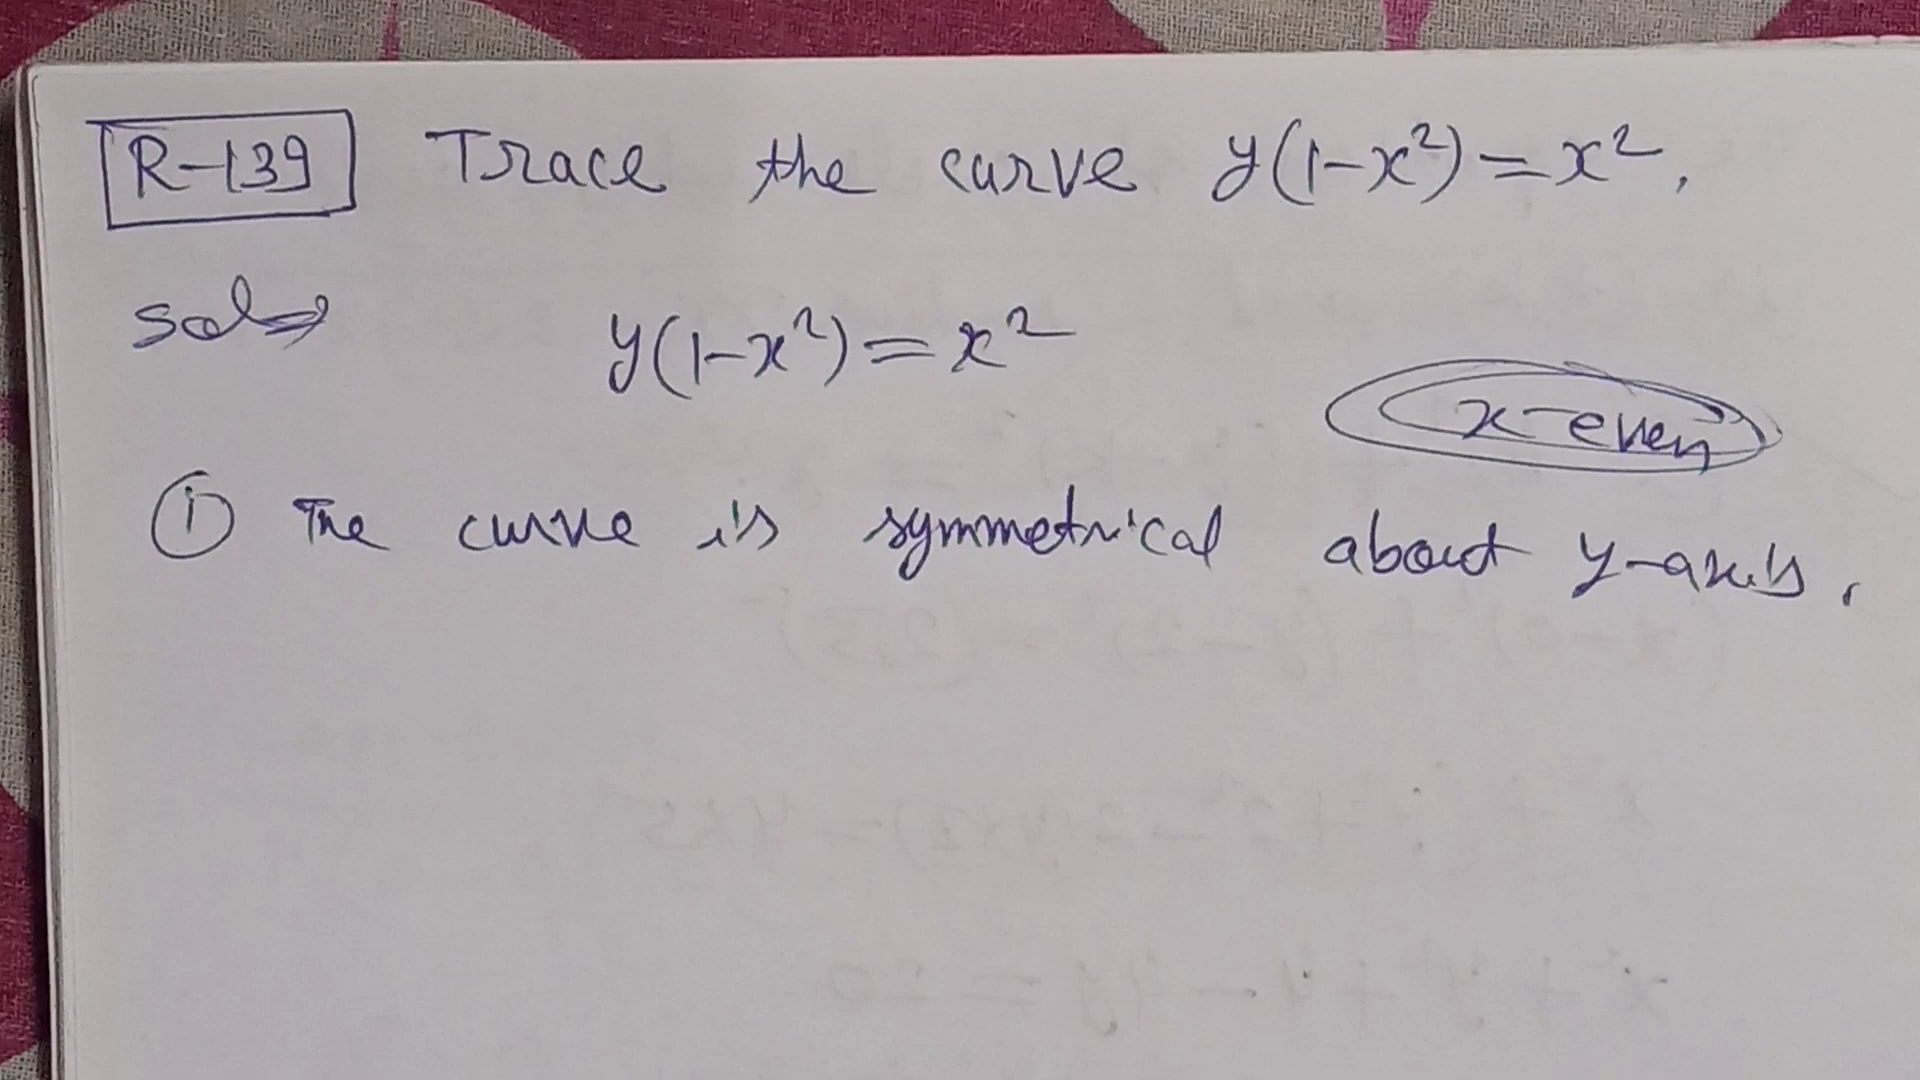 R-139 Trace the curve y(1-x²)=x².
sol⇒ y(1-x²)=x²
x-even
① The curve is symmetrical about y-axis.